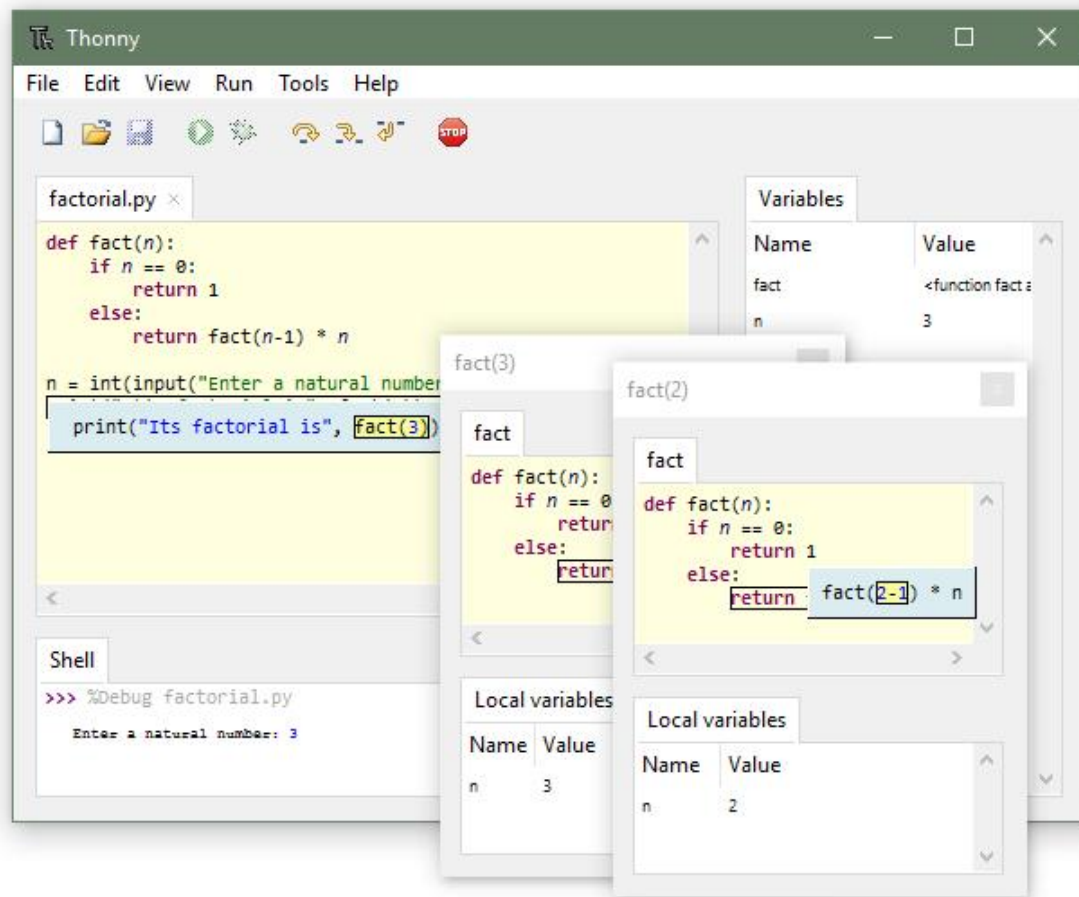 Thonny
File Edit View Run Tools Help
STOP
factorial.py
def fact(n):
    if n == 0:
        return 1
    else:
        return fact(n-1) * n
n = int(input("Enter a natural number
print("Its factorial is", fact(3))
Shell
>>> %Debug factorial.py
Enter a natural number: 3
Variables
Name Value
fact <function fact a
n 3
fact(3)
fact
def fact(n):
    if n == 0
        retur
    else:
        retur
Local variables
Name Value
n 3
fact(2)
fact
def fact(n):
    if n == 0:
        return 1
    else:
        return fact(2-1) * n
Local variables
Name Value
n 2